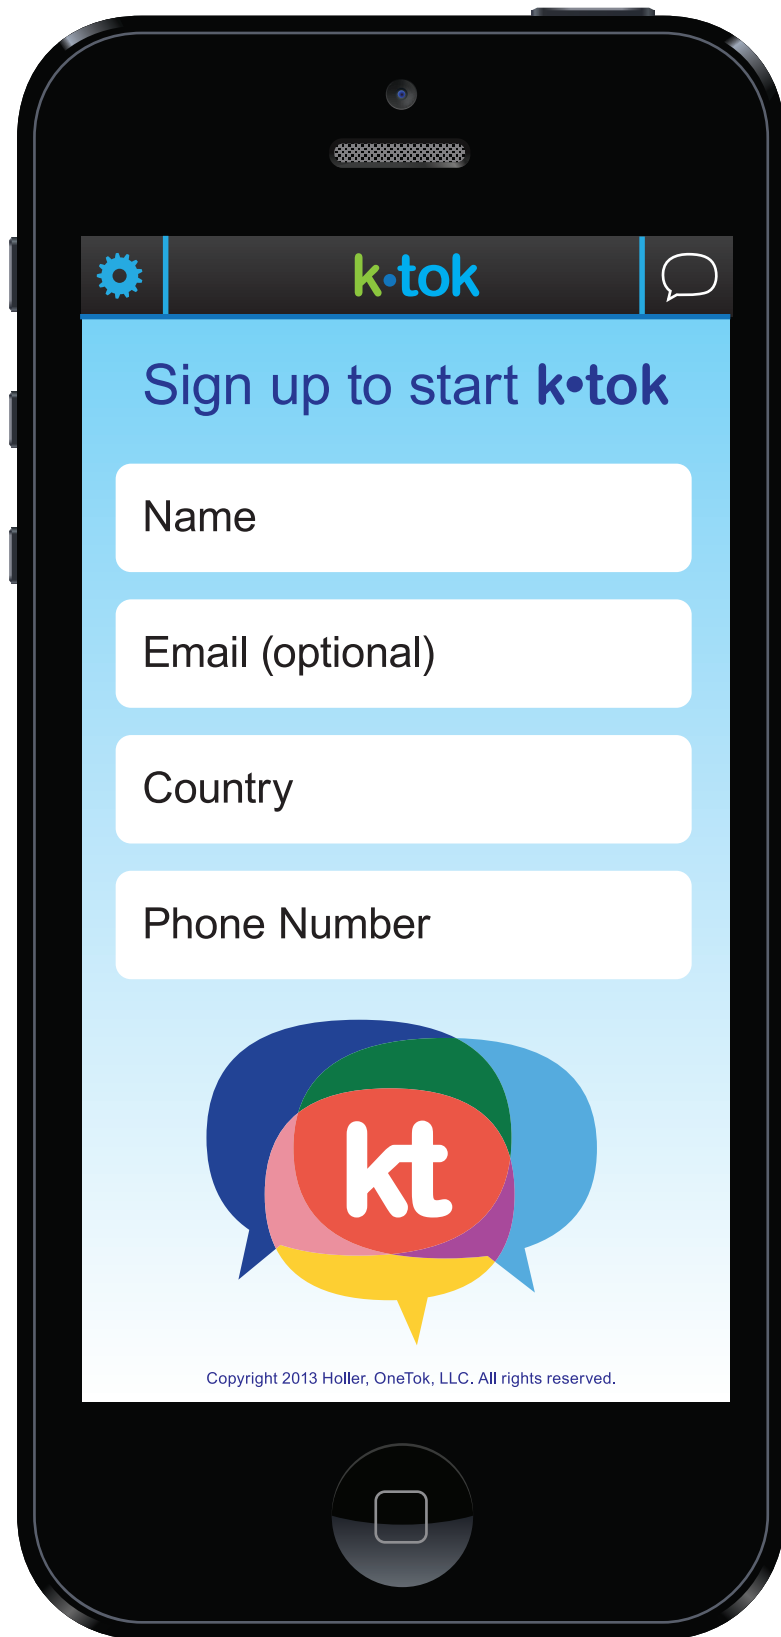 k•tok
Sign up to start k•tok
Name
Email (optional)
Country
Phone Number
kt
Copyright 2013 Holler, OneTok, LLC. All rights reserved.